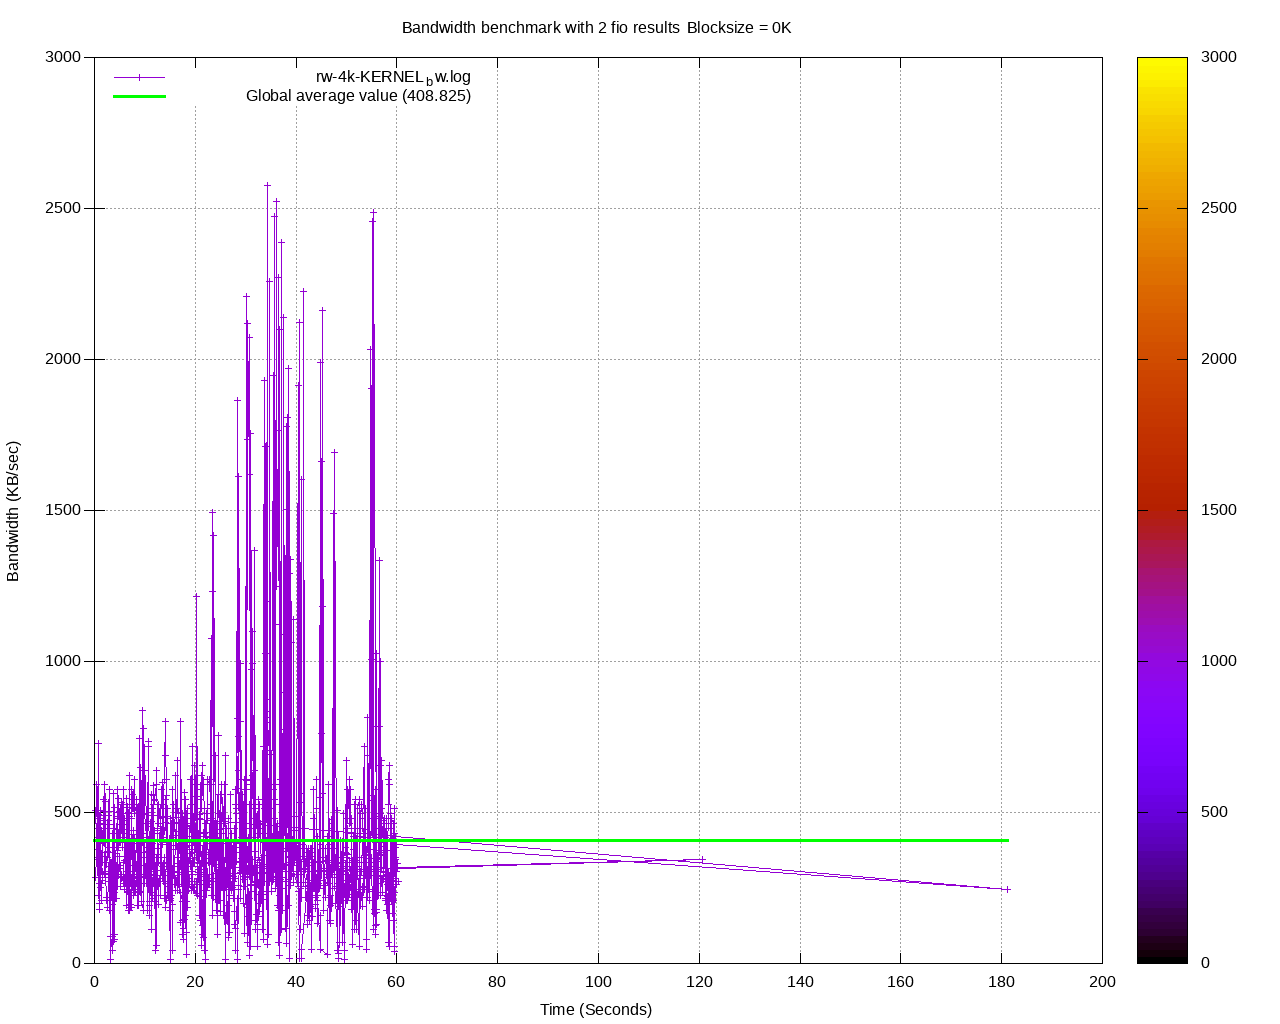 Bandwidth benchmark with 2 fio results Blocksize = 0K
rw-4k-KERNEL_bw.log
Global average value (408.825)
3000
2500
2000
1500
1000
500
0
Bandwidth (KB/sec)
0 20 40 60 80 100 120 140 160 180 200
Time (Seconds)
3000
2500
2000
1500
1000
500
0